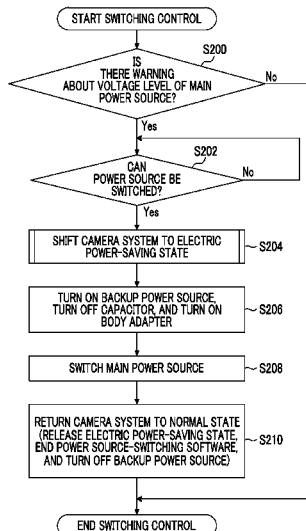 START SWITCHING CONTROL
S200
IS
THERE WARNING
ABOUT VOLTAGE LEVEL OF MAIN
POWER SOURCE?
No
Yes
S202
CAN
POWER SOURCE BE
SWITCHED?
No
Yes
SHIFT CAMERA SYSTEM TO ELECTRIC
POWER-SAVING STATE
S204
TURN ON BACKUP POWER SOURCE,
TURN OFF CAPACITOR, AND TURN ON
BODY ADAPTER
S206
SWITCH MAIN POWER SOURCE
S208
RETURN CAMERA SYSTEM TO NORMAL STATE
(RELEASE ELECTRIC POWER-SAVING STATE,
END POWER SOURCE-SWITCHING SOFTWARE,
AND TURN OFF BACKUP POWER SOURCE)
S210
END SWITCHING CONTROL